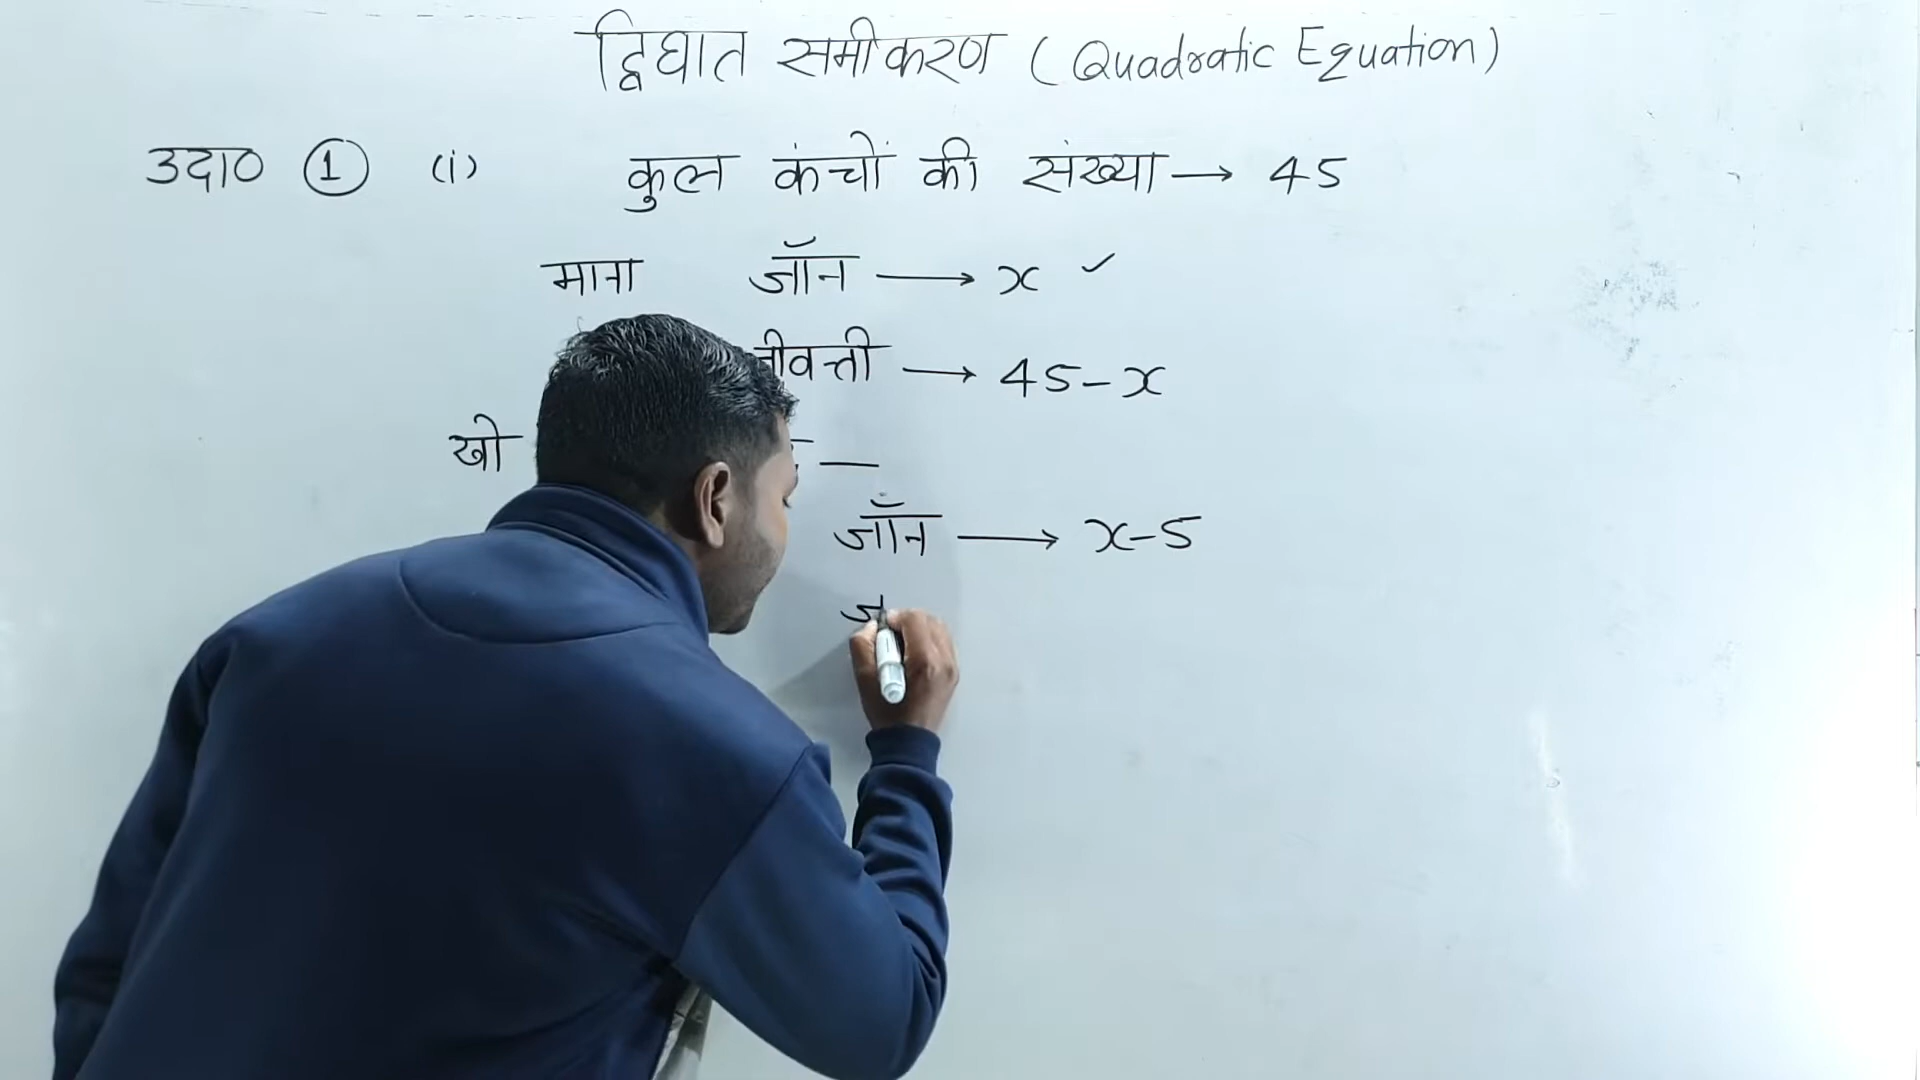 द्विघात समीकरण (Quadratic Equation)
उदा० ① (i) कुल कंचों की संख्या → 45
माना जॉन → x ✓
→ 45-x
खो —
जॉन → x-5